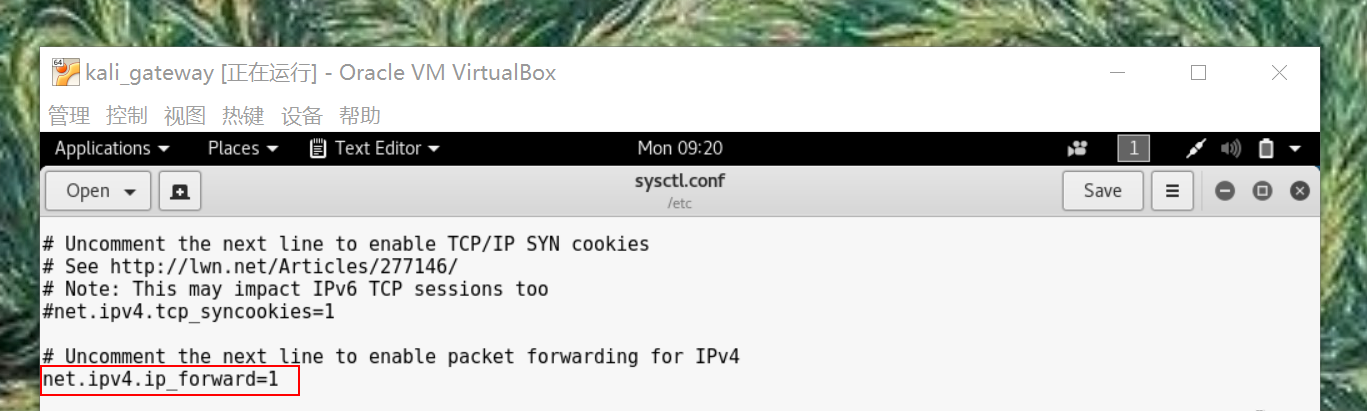 64
kali_gateway [正在运行] - Oracle VM VirtualBox
管理 控制 视图 热键 设备 帮助
Applications Places Text Editor Mon 09:20 1
Open sysctl.conf Save
/etc
# Uncomment the next line to enable TCP/IP SYN cookies
# See http://lwn.net/Articles/277146/
# Note: This may impact IPv6 TCP sessions too
#net.ipv4.tcp_syncookies=1
# Uncomment the next line to enable packet forwarding for IPv4
net.ipv4.ip_forward=1